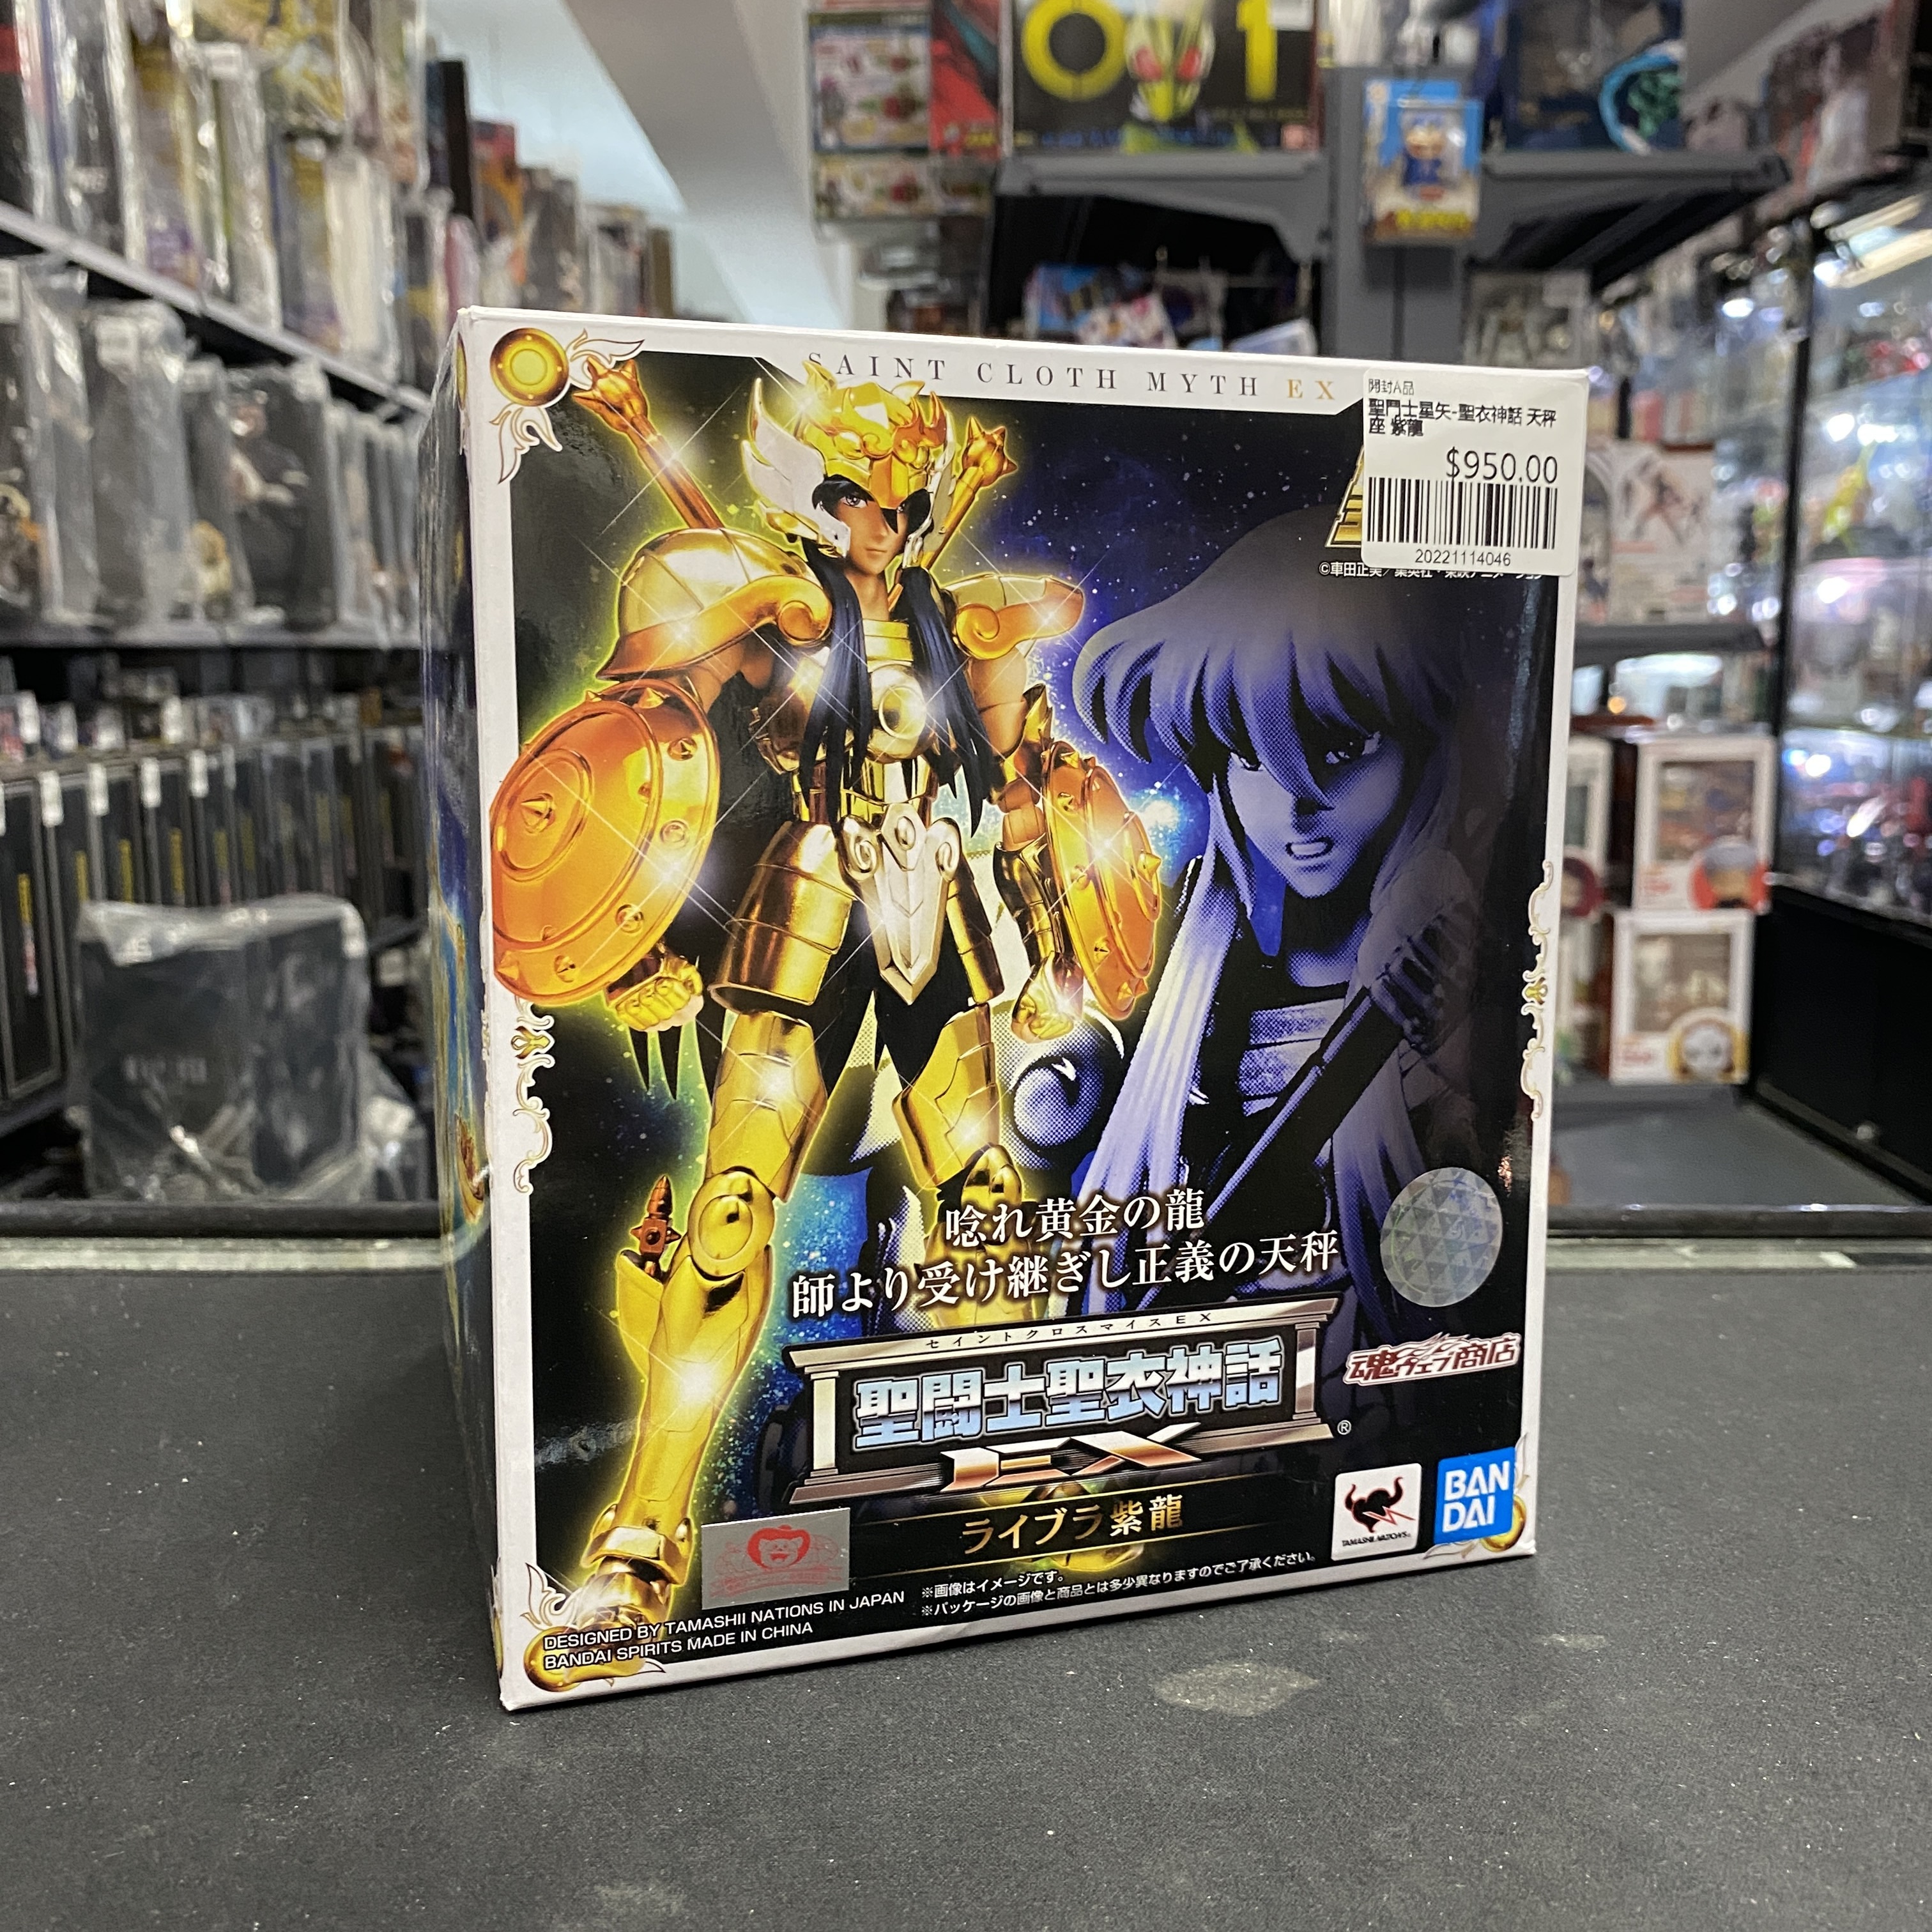 SAINT CLOTH MYTH EX
開封A品
聖鬥士星矢-聖衣神話 天秤
座 紫龍
$950.00
20221114046
唸れ黄金の龍
師より受け継ぎし正義の天秤
セイントクロスマイスEX
聖闘士聖衣神話
EX
®
魂ウェブ商店
ライブラ紫龍
TAMASHII NATIONS
BAN
DAI
※画像はイメージです。
※パッケージの画像と商品とは多少異なりますのでご了承ください。
DESIGNED BY TAMASHII NATIONS IN JAPAN
BANDAI SPIRITS MADE IN CHINA